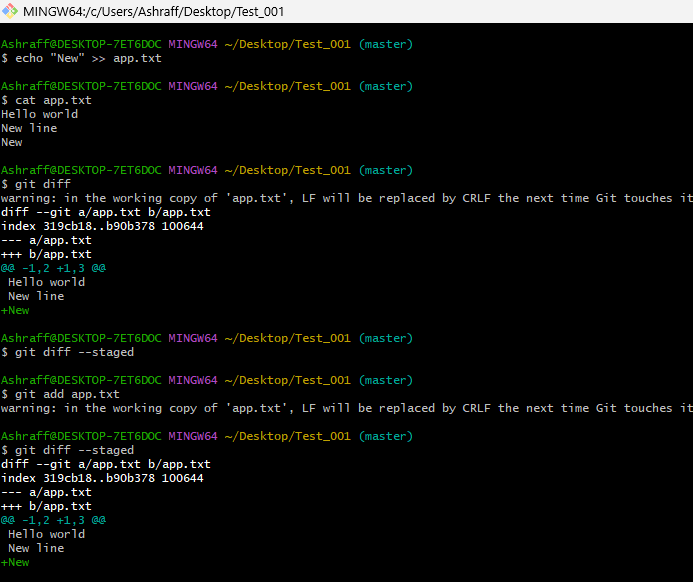 MINGW64:/c/Users/Ashraff/Desktop/Test_001
Ashraff@DESKTOP-7ET6DOC MINGW64 ~/Desktop/Test_001 (master)
$ echo "New" >> app.txt
Ashraff@DESKTOP-7ET6DOC MINGW64 ~/Desktop/Test_001 (master)
$ cat app.txt
Hello world
New line
New
Ashraff@DESKTOP-7ET6DOC MINGW64 ~/Desktop/Test_001 (master)
$ git diff
warning: in the working copy of 'app.txt', LF will be replaced by CRLF the next time Git touches it
diff --git a/app.txt b/app.txt
index 319cb18..b90b378 100644
--- a/app.txt
+++ b/app.txt
@@ -1,2 +1,3 @@
 Hello world
 New line
+New
Ashraff@DESKTOP-7ET6DOC MINGW64 ~/Desktop/Test_001 (master)
$ git diff --staged
Ashraff@DESKTOP-7ET6DOC MINGW64 ~/Desktop/Test_001 (master)
$ git add app.txt
warning: in the working copy of 'app.txt', LF will be replaced by CRLF the next time Git touches it
Ashraff@DESKTOP-7ET6DOC MINGW64 ~/Desktop/Test_001 (master)
$ git diff --staged
diff --git a/app.txt b/app.txt
index 319cb18..b90b378 100644
--- a/app.txt
+++ b/app.txt
@@ -1,2 +1,3 @@
 Hello world
 New line
+New